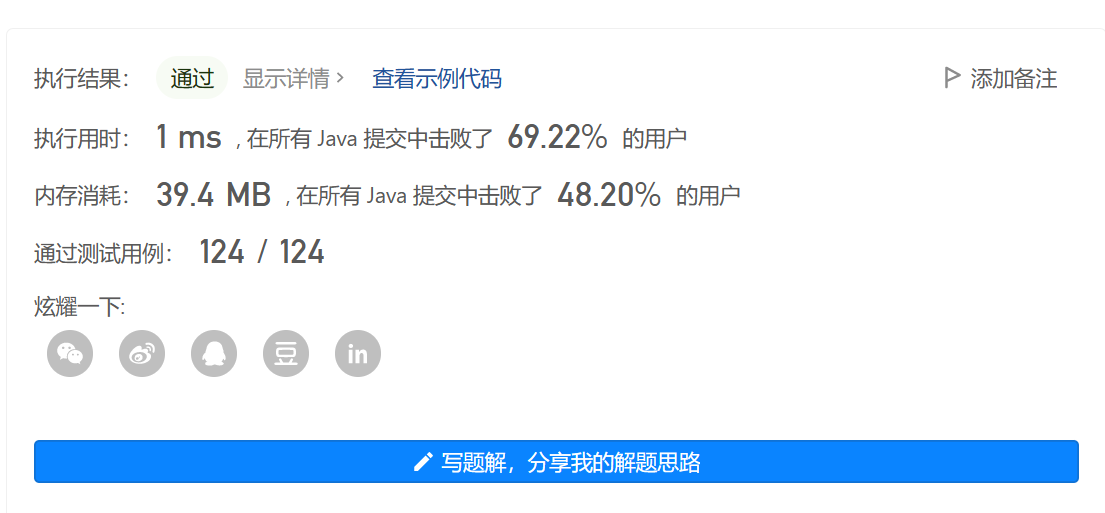 执行结果： 通过 显示详情 > 查看示例代码 添加备注
执行用时： 1 ms , 在所有 Java 提交中击败了 69.22% 的用户
内存消耗： 39.4 MB , 在所有 Java 提交中击败了 48.20% 的用户
通过测试用例： 124 / 124
炫耀一下:
豆 in
写题解，分享我的解题思路